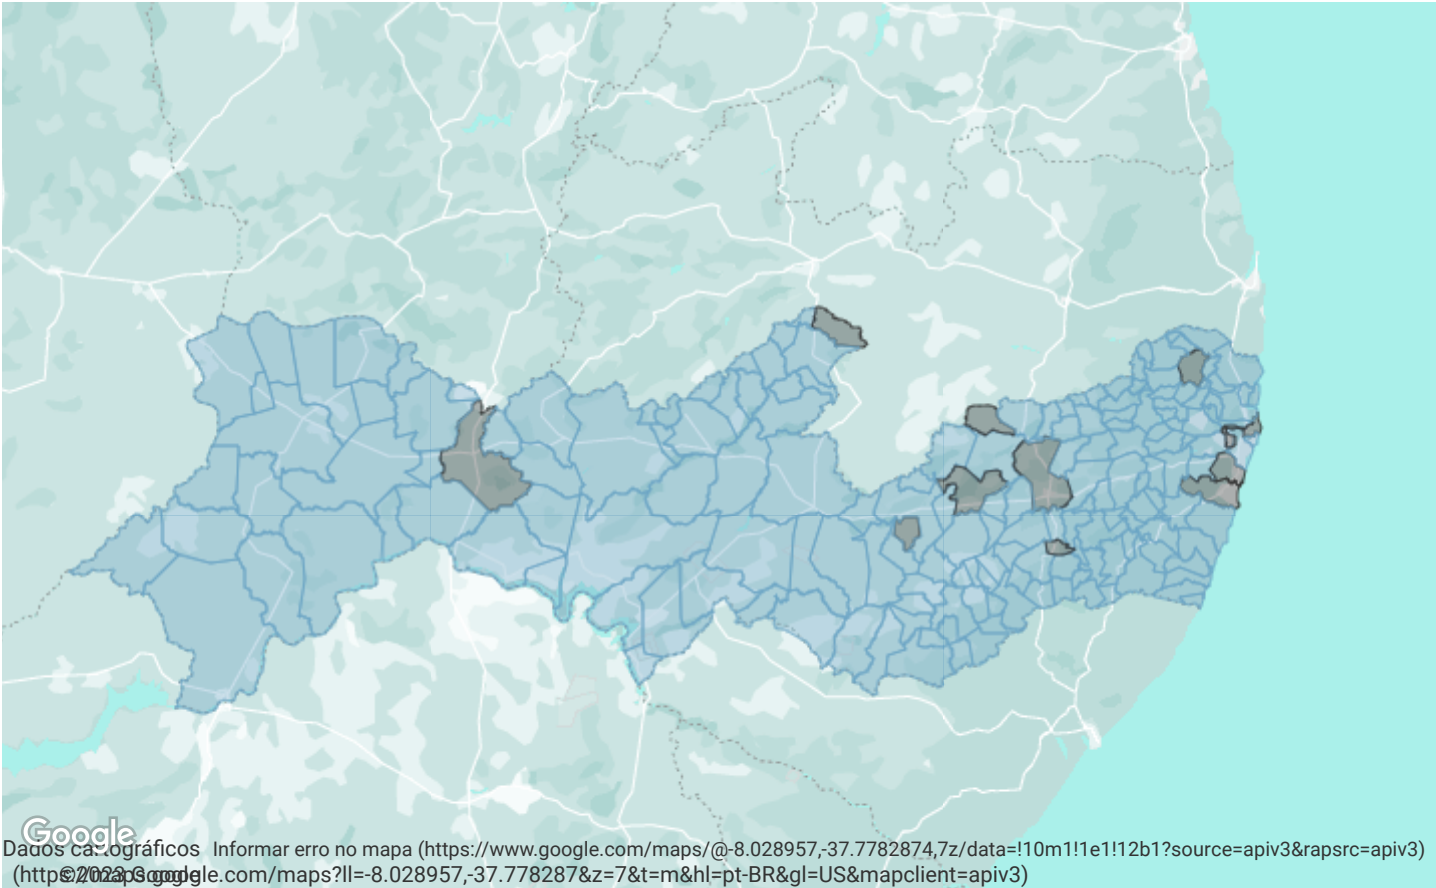 Google
Dados cartográficos Informar erro no mapa (https://www.google.com/maps/@-8.028957,-37.7782874,7z/data=!10m1!1e1!12b1?source=apiv3&rapsrc=apiv3)
(https://maps.google.com/maps?ll=-8.028957,-37.778287&z=7&t=m&hl=pt-BR&gl=US&mapclient=apiv3)
©2023 Google